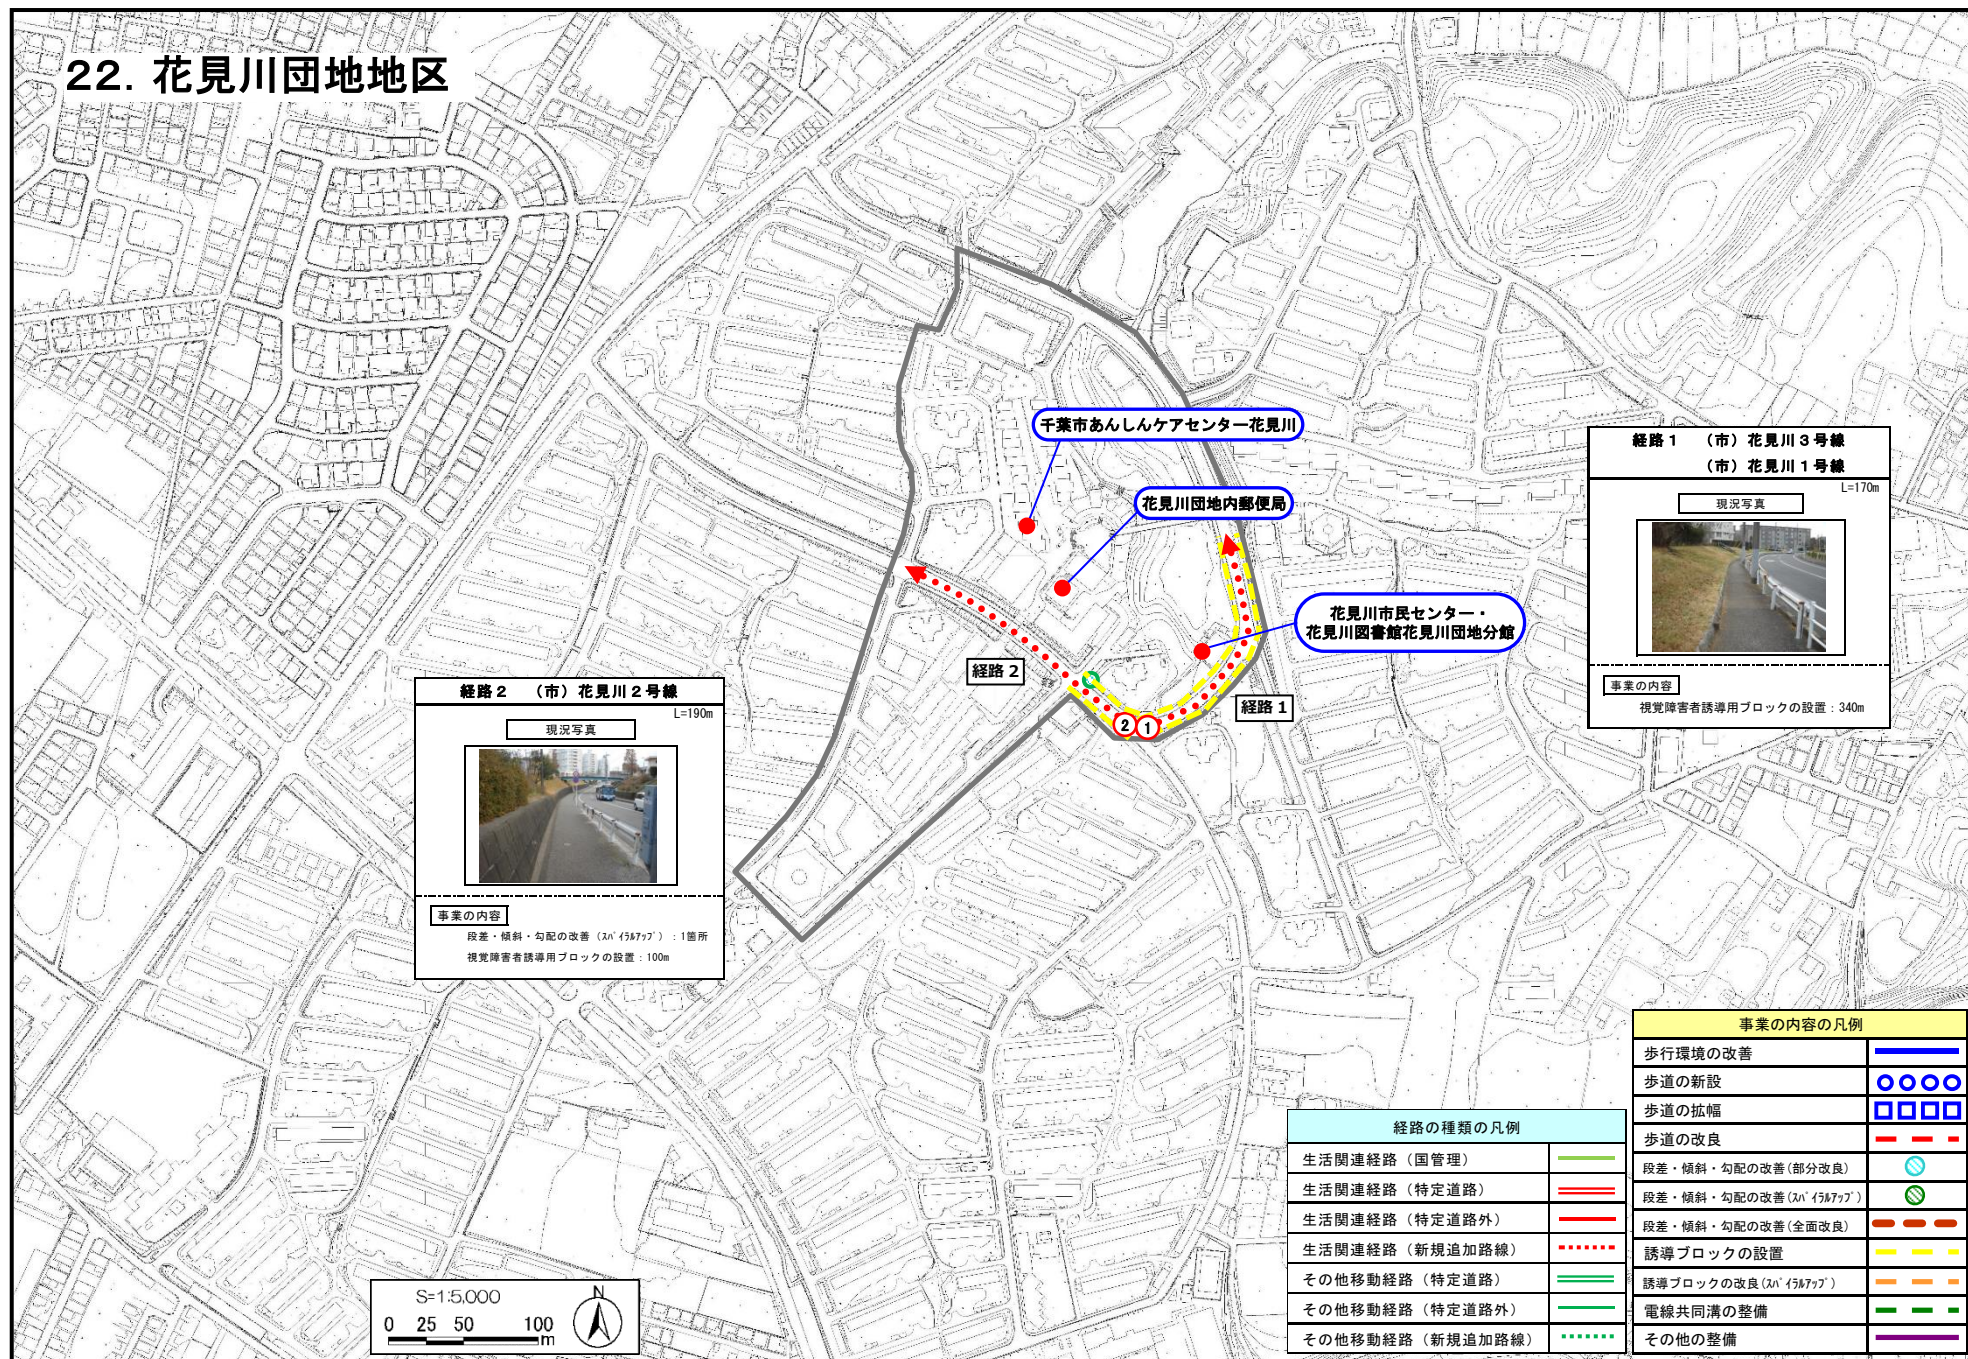 22. 花見川団地地区
千葉市あんしんケアセンター花見川
花見川団地内郵便局
花見川市民センター・
花見川図書館花見川団地分館
経路2
経路1
2
1
経路1 (市)花見川3号線
(市)花見川1号線
L=170m
現況写真
事業の内容
視覚障害者誘導用ブロックの設置:340m
経路2 (市)花見川2号線
L=190m
現況写真
事業の内容
段差・傾斜・勾配の改善(ｽﾊﾟｲﾗﾙｱｯﾌﾟ):1箇所
視覚障害者誘導用ブロックの設置:100m
S=1:5,000
0 25 50 100
m
N
経路の種類の凡例
生活関連経路(国管理)
生活関連経路(特定道路)
生活関連経路(特定道路外)
生活関連経路(新規追加路線)
その他移動経路(特定道路)
その他移動経路(特定道路外)
その他移動経路(新規追加路線)
事業の内容の凡例
歩行環境の改善
歩道の新設
歩道の拡幅
歩道の改良
段差・傾斜・勾配の改善(部分改良)
段差・傾斜・勾配の改善(ｽﾊﾟｲﾗﾙｱｯﾌﾟ)
段差・傾斜・勾配の改善(全面改良)
誘導ブロックの設置
誘導ブロックの改良(ｽﾊﾟｲﾗﾙｱｯﾌﾟ)
電線共同溝の整備
その他の整備